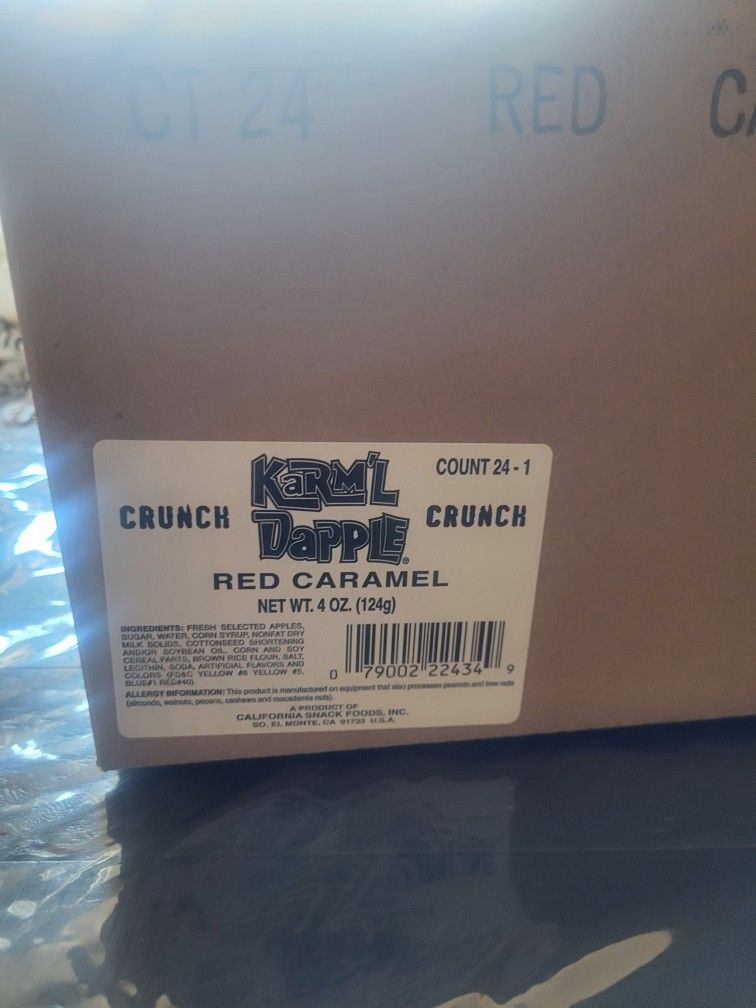 CT 24 RED
COUNT 24 - 1
KaRM'L
CRUNCH DaPPLE® CRUNCH
RED CARAMEL
NET WT. 4 OZ. (124g)
INGREDIENTS: FRESH SELECTED APPLES,
SUGAR, WATER, CORN SYRUP, NONFAT DRY
MILK SOLIDS, COTTONSEED SHORTENING
AND/OR SOYBEAN OIL, CORN AND SOY
CEREAL PARTS, BROWN RICE FLOUR, SALT,
LECITHIN, SODA, ARTIFICIAL FLAVORS AND
COLORS (FD&C YELLOW #6 YELLOW #5,
BLUE#1 RED#40).
0 79002 22434 9
ALLERGY INFORMATION: This product is manufactured on equipment that also processes peanuts and tree nuts
(almonds, walnuts, pecans, cashews and macadamia nuts).
A PRODUCT OF
CALIFORNIA SNACK FOODS, INC.
SO. EL MONTE, CA 91733 U.S.A.